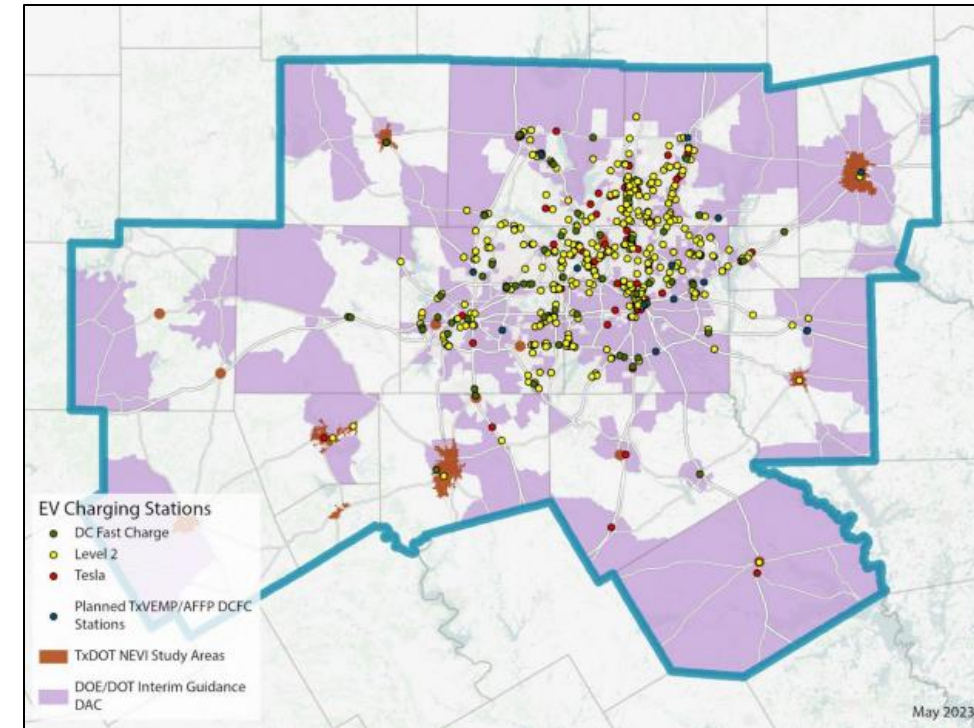 EV Charging Stations
DC Fast Charge
Level 2
Tesla
Planned TxVEMP/AFFP DCFC
Stations
TxDOT NEVI Study Areas
DOE/DOT Interim Guidance
DAC
May 2023